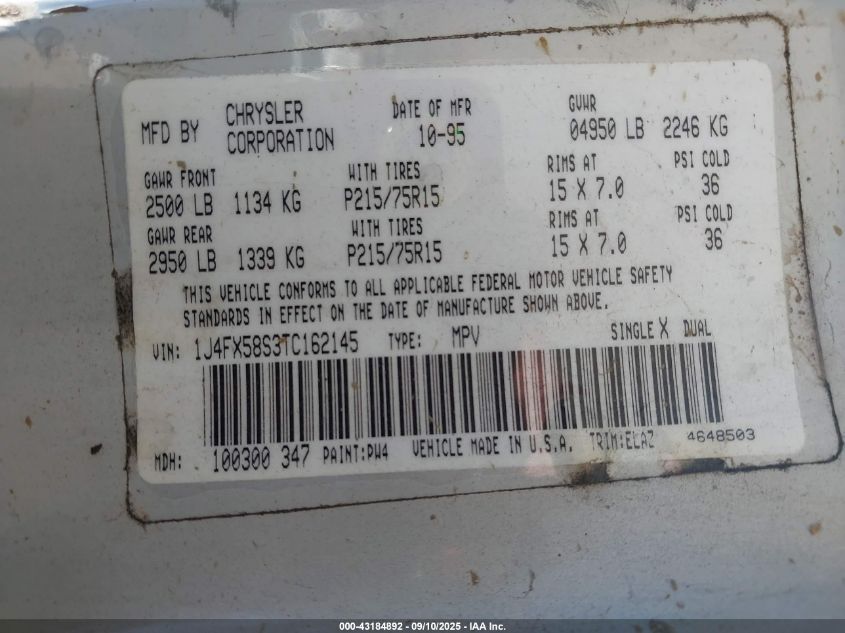 MFD BY CHRYSLER CORPORATION DATE OF MFR 10-95 GVWR 04950 LB 2246 KG
GAWR FRONT WITH TIRES RIMS AT PSI COLD
2500 LB 1134 KG P215/75R15 15 X 7.0 36
GAWR REAR WITH TIRES RIMS AT PSI COLD
2950 LB 1339 KG P215/75R15 15 X 7.0 36
THIS VEHICLE CONFORMS TO ALL APPLICABLE FEDERAL MOTOR VEHICLE SAFETY
STANDARDS IN EFFECT ON THE DATE OF MANUFACTURE SHOWN ABOVE.
VIN: 1J4FX58S3TC162145 TYPE: MPV SINGLE X DUAL
MDH: 100300 347 PAINT:PW4 VEHICLE MADE IN U.S.A. TRIM:ELAZ 4648503
000-43184892 - 09/10/2025 - IAA Inc.